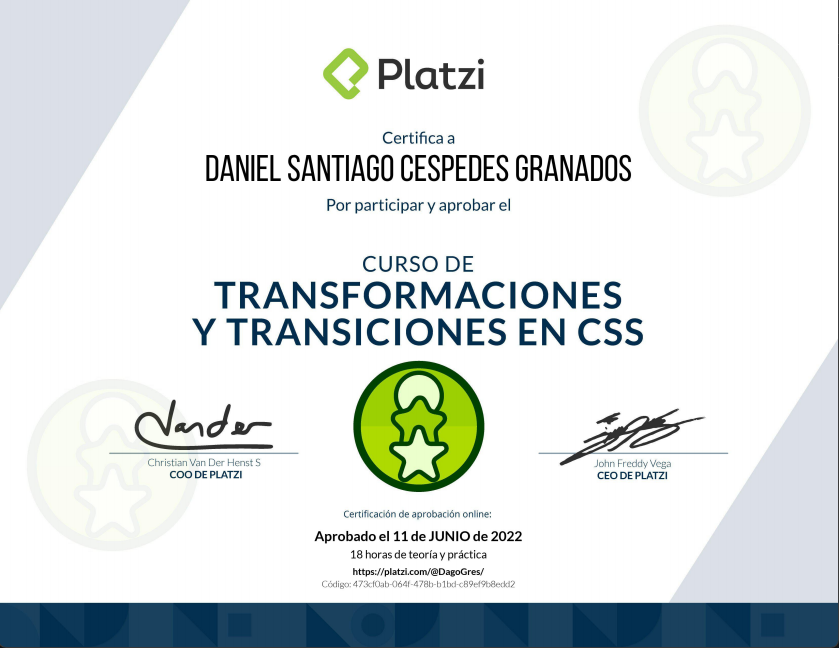 Platzi
Certifica a
DANIEL SANTIAGO CESPEDES GRANADOS
Por participar y aprobar el
CURSO DE
TRANSFORMACIONES
Y TRANSICIONES EN CSS
Vander
Christian Van Der Henst S
COO DE PLATZI
John Freddy Vega
CEO DE PLATZI
Certificación de aprobación online:
Aprobado el 11 de JUNIO de 2022
18 horas de teoría y práctica
https://platzi.com/@DagoGres/
Código: 473cf0ab-064f-478b-b1bd-c89ef9b8edd2